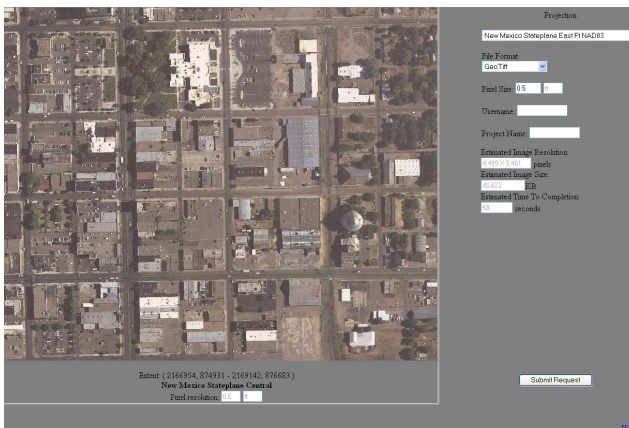 Projection
New Mexico Stateplane East Ft NAD83
File Format
GeoTiff
Pixel Size: 0.5 ft
Username:
Project Name:
Estimated Image Resolution:
4,499 X 3,461 pixels
Estimated Image Size:
45,622 KB
Estimated Time To Completion
58 seconds
Extent: ( 2166954, 874931 - 2169142, 876683 )
New Mexico Stateplane Central
Pixel resolution: 0.5 ft
Submit Request